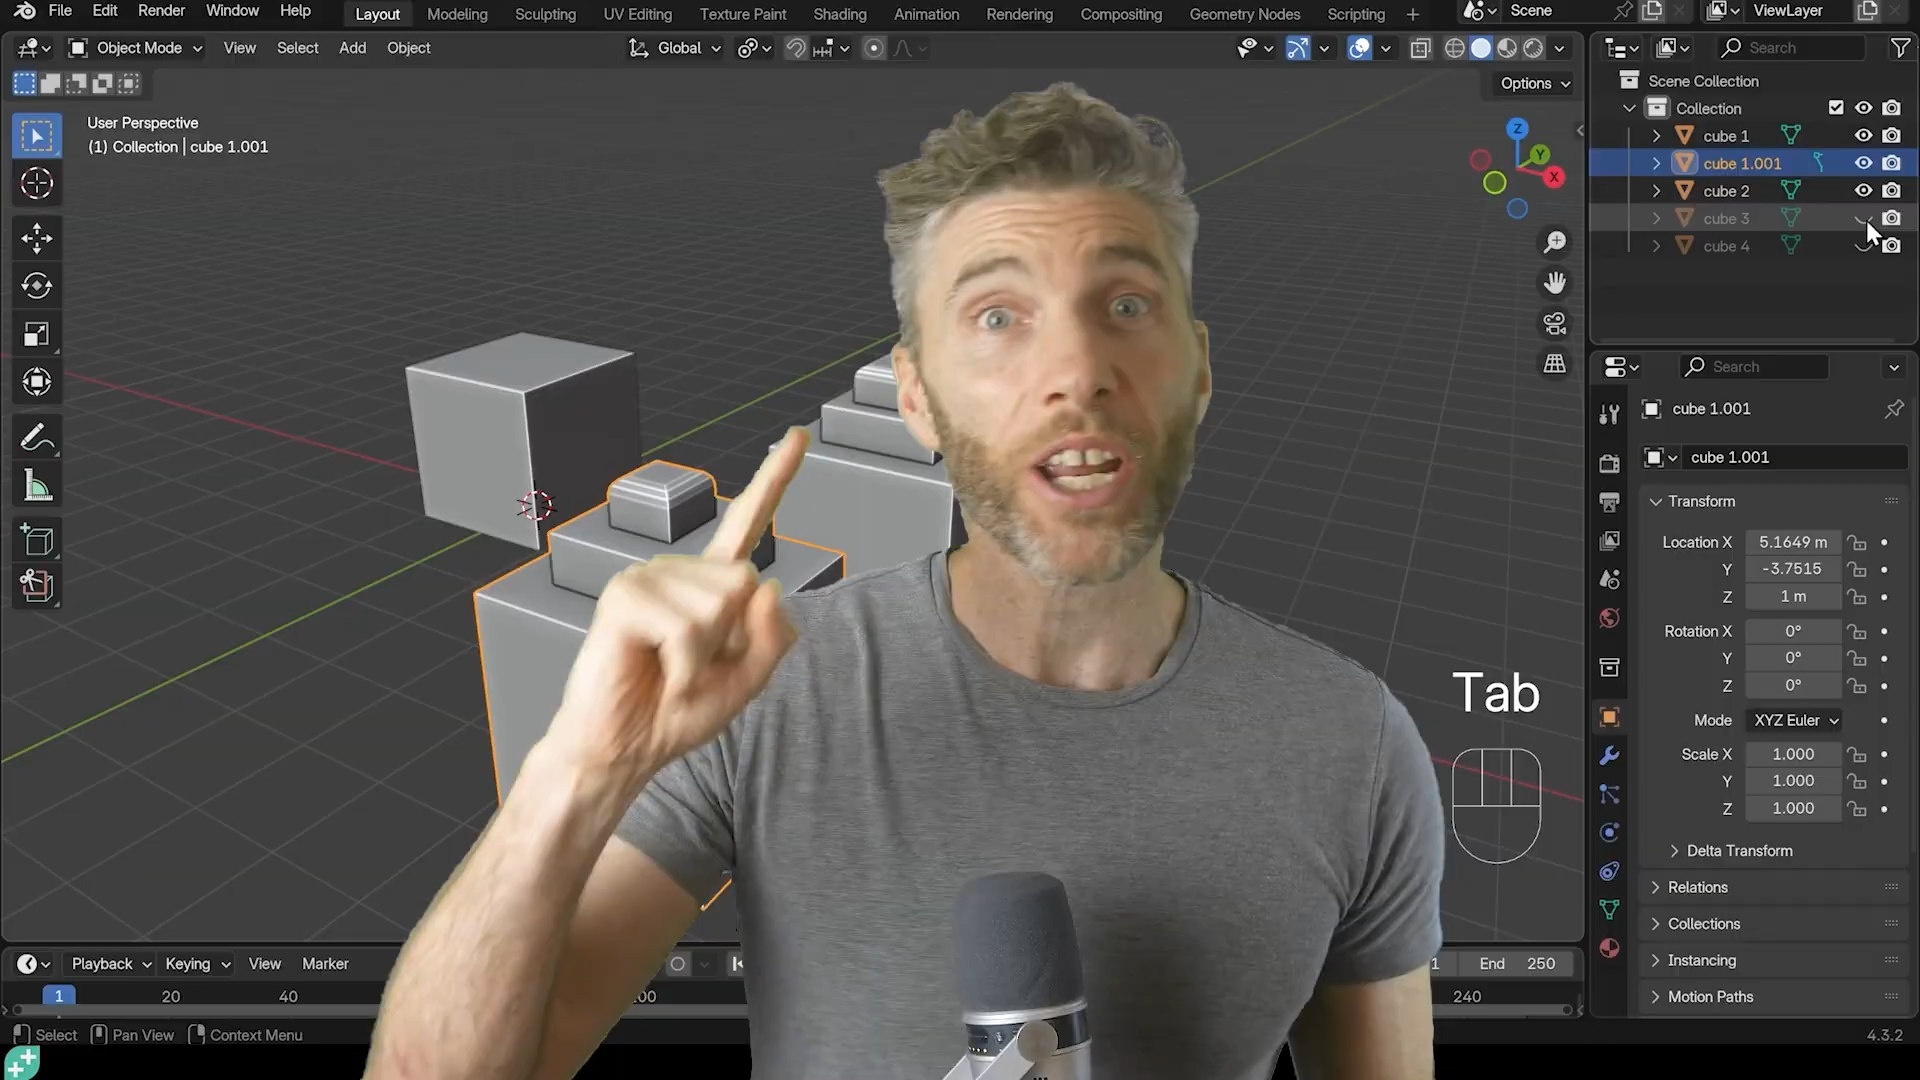 File Edit Render Window Help Layout Modeling Sculpting UV Editing Texture Paint Shading Animation Rendering Compositing Geometry Nodes Scripting + Scene ViewLayer
Object Mode View Select Add Object Global Search
Options
User Perspective
(1) Collection | cube 1.001
Z
Y
X
Scene Collection
Collection
cube 1
cube 1.001
cube 2
cube 3
cube 4
Search
cube 1.001
cube 1.001
Transform
Location X 5.1649 m
Y -3.7515
Z 1 m
Rotation X 0°
Y 0°
Z 0°
Mode XYZ Euler
Scale X 1.000
Y 1.000
Z 1.000
Delta Transform
Relations
Collections
Instancing
Motion Paths
Tab
Playback Keying View Marker 1 End 250
1 20 40 240
Select Pan View Context Menu 4.3.2